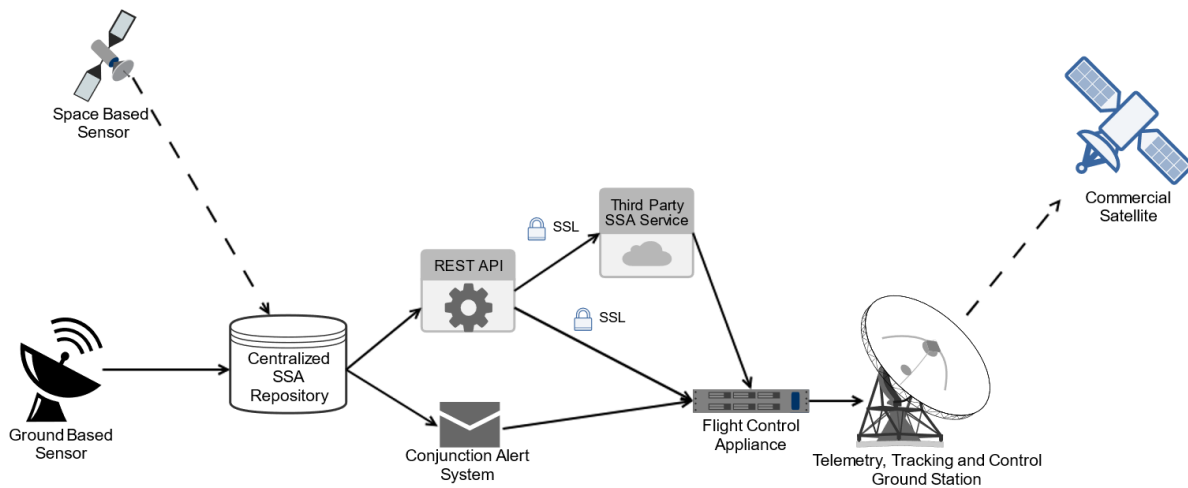 Space Based
Sensor
Commercial
Satellite
Third Party
SSA Service
SSL
REST API
SSL
Centralized
SSA
Repository
Ground Based
Sensor
Conjunction Alert
System
Flight Control
Appliance
Telemetry, Tracking and Control
Ground Station